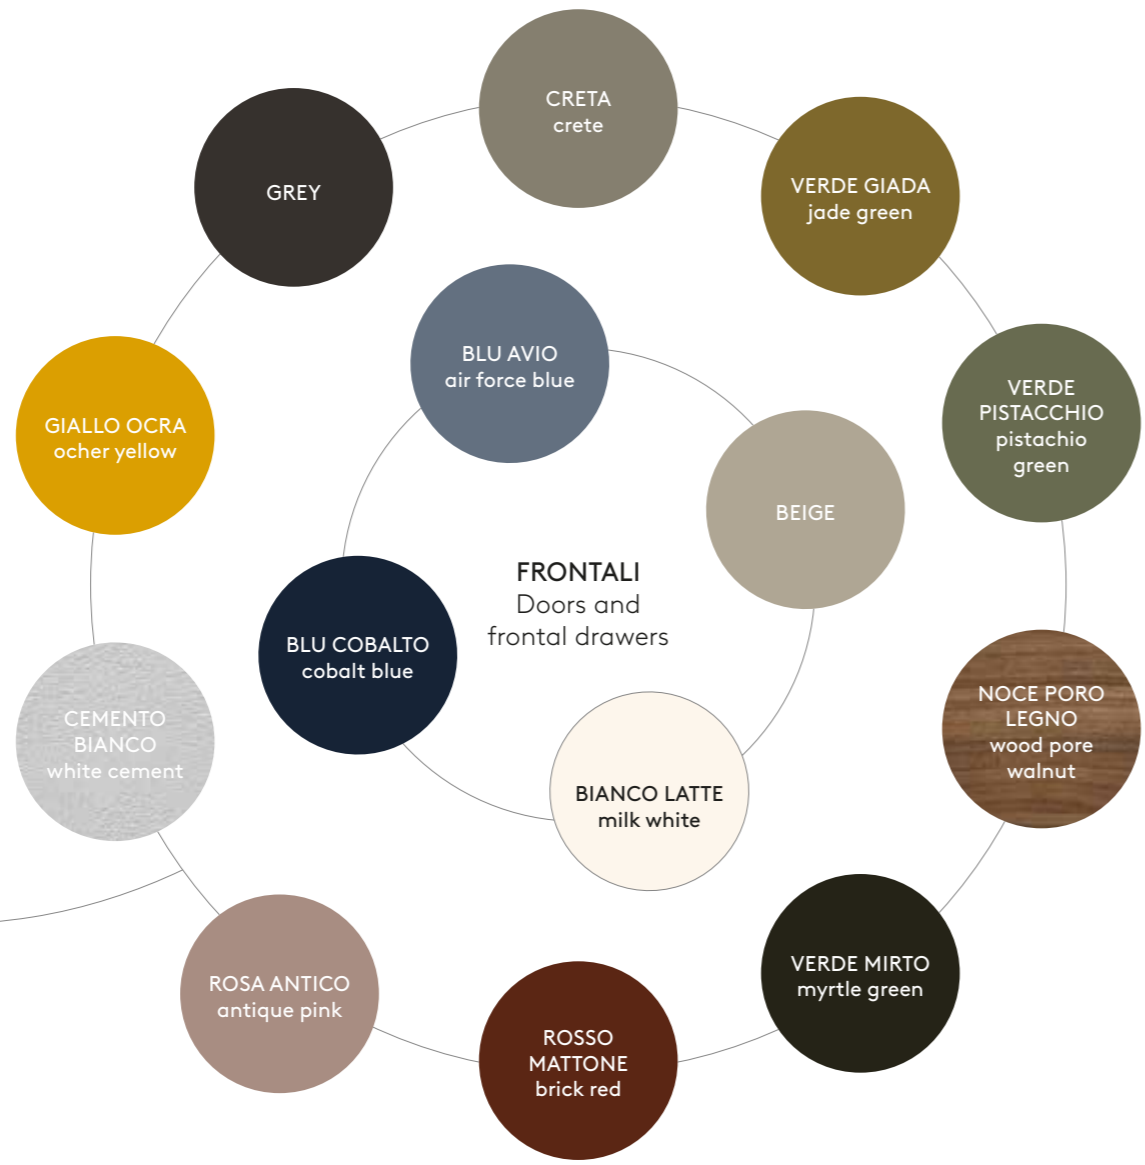 CRETA
crete
GREY
VERDE GIADA
jade green
BLU AVIO
air force blue
VERDE
PISTACCHIO
pistachio
green
GIALLO OCRA
ocher yellow
BEIGE
FRONTALI
Doors and
frontal drawers
BLU COBALTO
cobalt blue
NOCE PORO
LEGNO
wood pore
walnut
CEMENTO
BIANCO
white cement
BIANCO LATTE
milk white
VERDE MIRTO
myrtle green
ROSA ANTICO
antique pink
ROSSO
MATTONE
brick red